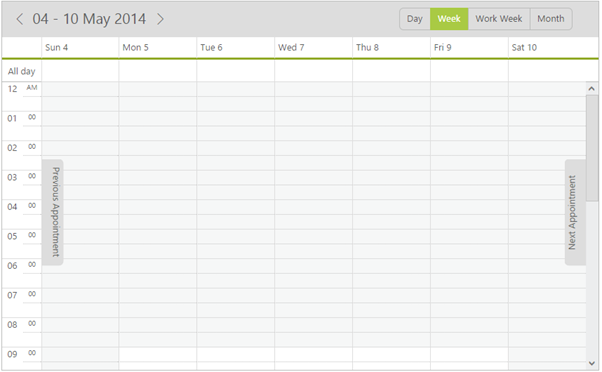 04 - 10 May 2014 Day Week Work Week Month
Sun 4 Mon 5 Tue 6 Wed 7 Thu 8 Fri 9 Sat 10
All day
12 AM
01 00
02 00
03 00
04 00
05 00
06 00
07 00
08 00
09 00
Previous Appointment
Next Appointment